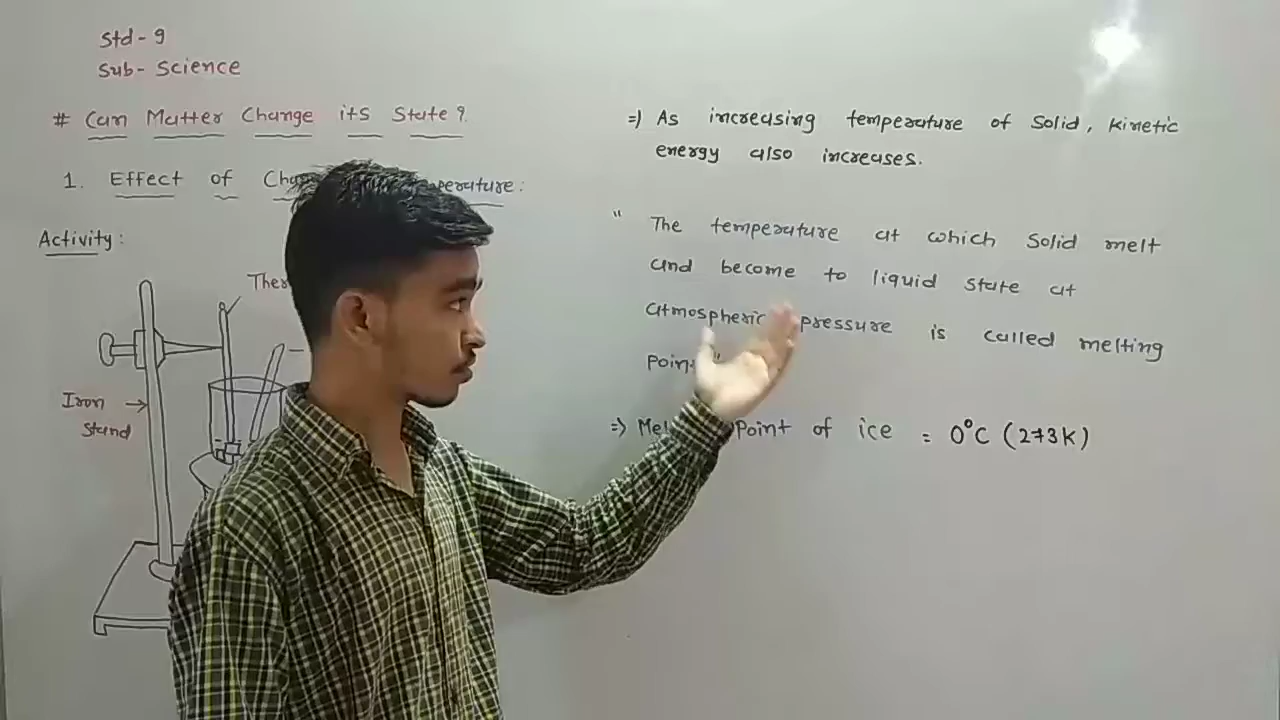 Std - 9
Sub- Science
# Can Matter Change its State ?
1. Effect of
Activity :
Iron
Stand
=) As increasing temperature of Solid, Kinetic
energy also increases.
" The temperature at which Solid melt
and become to liquid state at
atmospheric pressure is called melting
=> Point of ice = 0°C (273K)